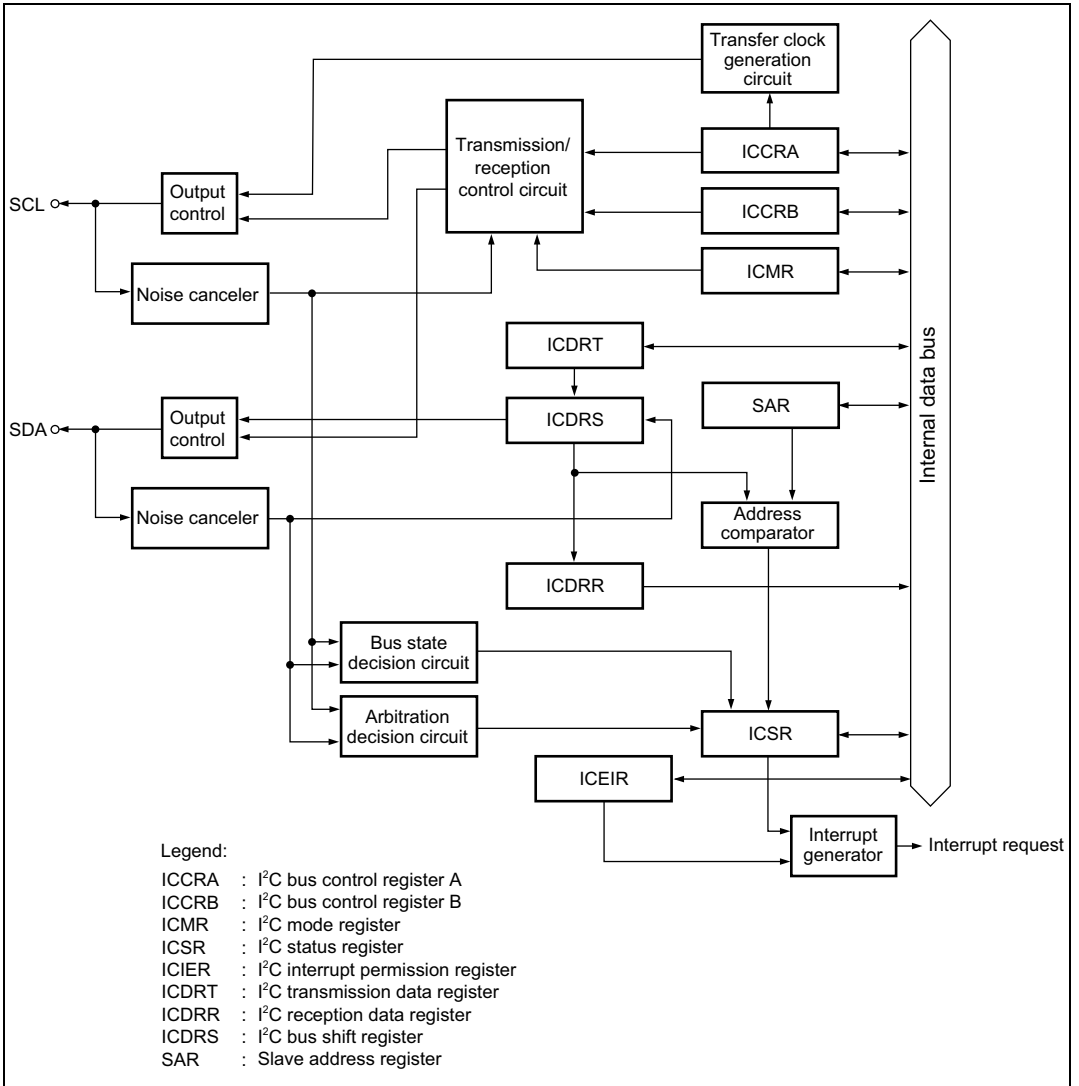 Transfer clock
generation
circuit
Transmission/
reception
control circuit
ICCRA
ICCRB
ICMR
SCL
Output
control
Noise canceler
ICDRT
ICDRS
SAR
SDA
Output
control
Noise canceler
Address
comparator
ICDRR
Internal data bus
Bus state
decision circuit
Arbitration
decision circuit
ICSR
ICEIR
Interrupt
generator
Interrupt request
Legend:
ICCRA : I²C bus control register A
ICCRB : I²C bus control register B
ICMR : I²C mode register
ICSR : I²C status register
ICIER : I²C interrupt permission register
ICDRT : I²C transmission data register
ICDRR : I²C reception data register
ICDRS : I²C bus shift register
SAR : Slave address register